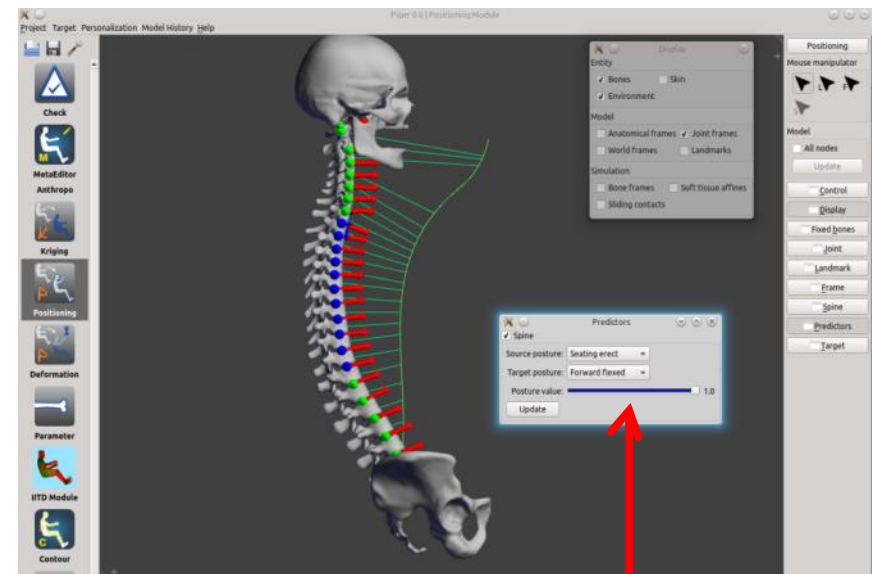 Piper 0.6 | Positioning Module
Project Target Personalization Model History Help
Check
M
MetaEditor
Anthropo
K
Kriging
P
Positioning
P
Deformation
Parameter
IITD Module
C
Contour
Display
Entity
Bones Skin
Environment
Model
Anatomical frames Joint frames
World frames Landmarks
Simulation
Bone frames Soft tissue affines
Sliding contacts
Predictors
Spine
Source posture: Seating erect
Target posture: Forward flexed
Posture value: 1.0
Update
Positioning
Mouse manipulator
L F
S
Model
All nodes
Update
Control
Display
Fixed bones
Joint
Landmark
Frame
Spine
Predictors
Target